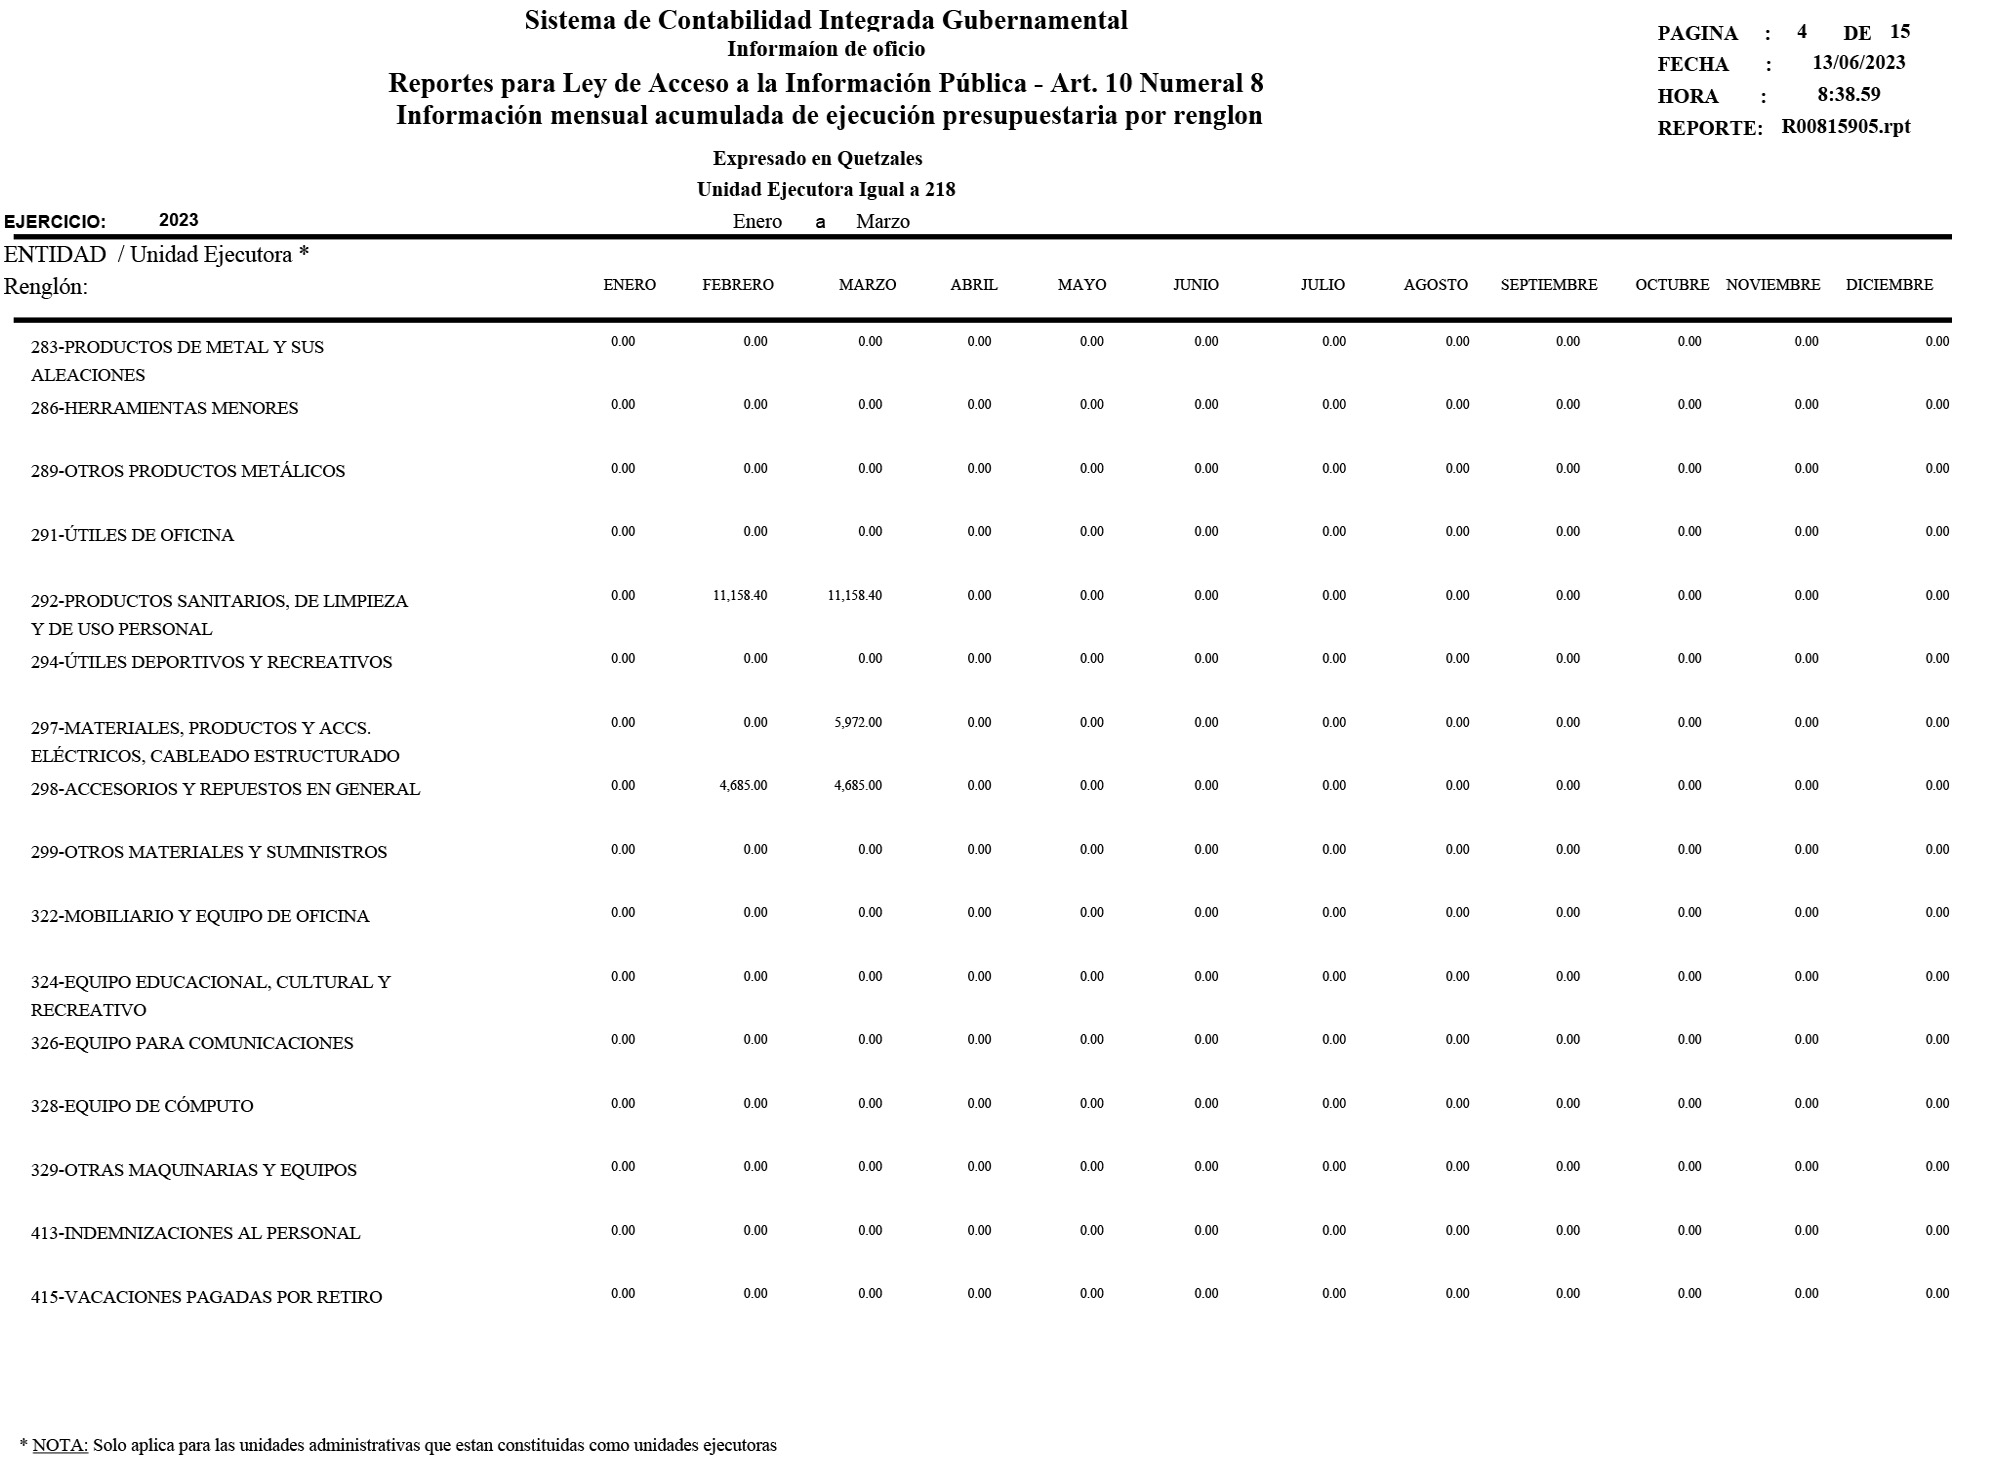 Sistema de Contabilidad Integrada Gubernamental
Informaíon de oficio
Reportes para Ley de Acceso a la Información Pública - Art. 10 Numeral 8
Información mensual acumulada de ejecución presupuestaria por renglon
PAGINA : 4 DE 15
FECHA : 13/06/2023
HORA : 8:38.59
REPORTE: R00815905.rpt
Expresado en Quetzales
Unidad Ejecutora Igual a 218
EJERCICIO: 2023 Enero a Marzo
ENTIDAD / Unidad Ejecutora *
Renglón: ENERO FEBRERO MARZO ABRIL MAYO JUNIO JULIO AGOSTO SEPTIEMBRE OCTUBRE NOVIEMBRE DICIEMBRE
283-PRODUCTOS DE METAL Y SUS 0.00 0.00 0.00 0.00 0.00 0.00 0.00 0.00 0.00 0.00 0.00 0.00
ALEACIONES
286-HERRAMIENTAS MENORES 0.00 0.00 0.00 0.00 0.00 0.00 0.00 0.00 0.00 0.00 0.00 0.00
289-OTROS PRODUCTOS METÁLICOS 0.00 0.00 0.00 0.00 0.00 0.00 0.00 0.00 0.00 0.00 0.00 0.00
291-ÚTILES DE OFICINA 0.00 0.00 0.00 0.00 0.00 0.00 0.00 0.00 0.00 0.00 0.00 0.00
292-PRODUCTOS SANITARIOS, DE LIMPIEZA 0.00 11,158.40 11,158.40 0.00 0.00 0.00 0.00 0.00 0.00 0.00 0.00 0.00
Y DE USO PERSONAL
294-ÚTILES DEPORTIVOS Y RECREATIVOS 0.00 0.00 0.00 0.00 0.00 0.00 0.00 0.00 0.00 0.00 0.00 0.00
297-MATERIALES, PRODUCTOS Y ACCS. 0.00 0.00 5,972.00 0.00 0.00 0.00 0.00 0.00 0.00 0.00 0.00 0.00
ELÉCTRICOS, CABLEADO ESTRUCTURADO
298-ACCESORIOS Y REPUESTOS EN GENERAL 0.00 4,685.00 4,685.00 0.00 0.00 0.00 0.00 0.00 0.00 0.00 0.00 0.00
299-OTROS MATERIALES Y SUMINISTROS 0.00 0.00 0.00 0.00 0.00 0.00 0.00 0.00 0.00 0.00 0.00 0.00
322-MOBILIARIO Y EQUIPO DE OFICINA 0.00 0.00 0.00 0.00 0.00 0.00 0.00 0.00 0.00 0.00 0.00 0.00
324-EQUIPO EDUCACIONAL, CULTURAL Y 0.00 0.00 0.00 0.00 0.00 0.00 0.00 0.00 0.00 0.00 0.00 0.00
RECREATIVO
326-EQUIPO PARA COMUNICACIONES 0.00 0.00 0.00 0.00 0.00 0.00 0.00 0.00 0.00 0.00 0.00 0.00
328-EQUIPO DE CÓMPUTO 0.00 0.00 0.00 0.00 0.00 0.00 0.00 0.00 0.00 0.00 0.00 0.00
329-OTRAS MAQUINARIAS Y EQUIPOS 0.00 0.00 0.00 0.00 0.00 0.00 0.00 0.00 0.00 0.00 0.00 0.00
413-INDEMNIZACIONES AL PERSONAL 0.00 0.00 0.00 0.00 0.00 0.00 0.00 0.00 0.00 0.00 0.00 0.00
415-VACACIONES PAGADAS POR RETIRO 0.00 0.00 0.00 0.00 0.00 0.00 0.00 0.00 0.00 0.00 0.00 0.00
* NOTA: Solo aplica para las unidades administrativas que estan constituidas como unidades ejecutoras